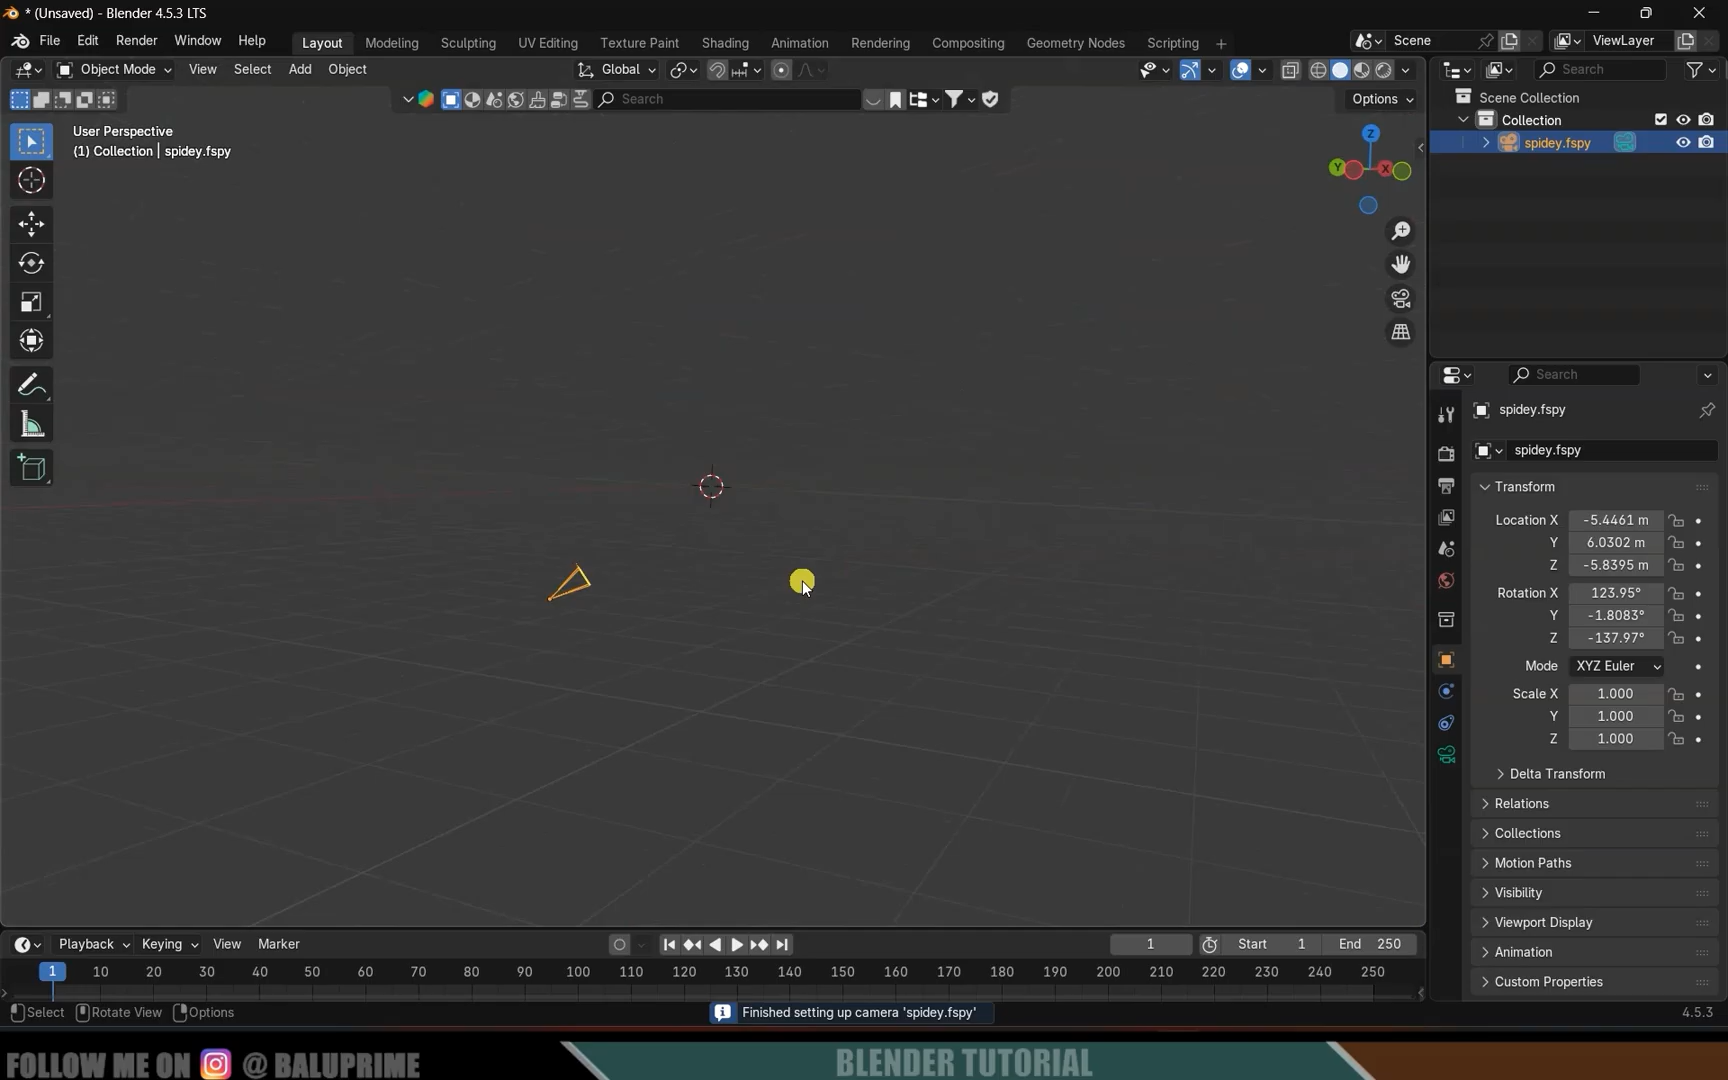 * (Unsaved) - Blender 4.5.3 LTS
File Edit Render Window Help Layout Modeling Sculpting UV Editing Texture Paint Shading Animation Rendering Compositing Geometry Nodes Scripting + Scene ViewLayer
Object Mode View Select Add Object Global Search
Search Options
Scene Collection
Collection
spidey.fspy
User Perspective
(1) Collection | spidey.fspy
Z
Y X
Search
spidey.fspy
spidey.fspy
Transform
Location X -5.4461 m
Y 6.0302 m
Z -5.8395 m
Rotation X 123.95°
Y -1.8083°
Z -137.97°
Mode XYZ Euler
Scale X 1.000
Y 1.000
Z 1.000
Delta Transform
Relations
Collections
Motion Paths
Visibility
Viewport Display
Animation
Custom Properties
Playback Keying View Marker 1 Start 1 End 250
1 10 20 30 40 50 60 70 80 90 100 110 120 130 140 150 160 170 180 190 200 210 220 230 240 250
Select Rotate View Options Finished setting up camera 'spidey.fspy' 4.5.3
FOLLOW ME ON @ BALUPRIME BLENDER TUTORIAL